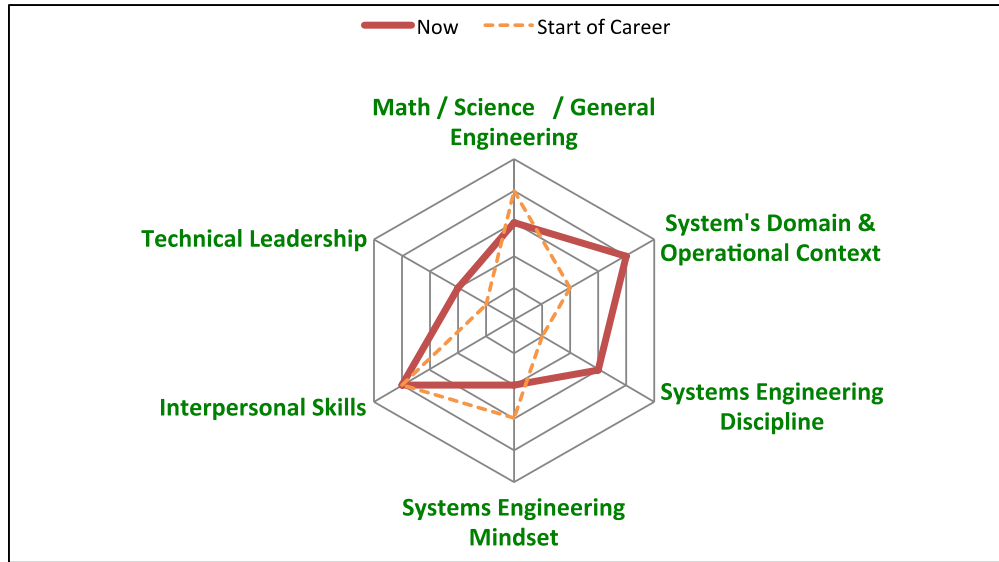 Now
Start of Career
Math / Science / General
Engineering
System's Domain &
Operational Context
Technical Leadership
Systems Engineering
Discipline
Interpersonal Skills
Systems Engineering
Mindset